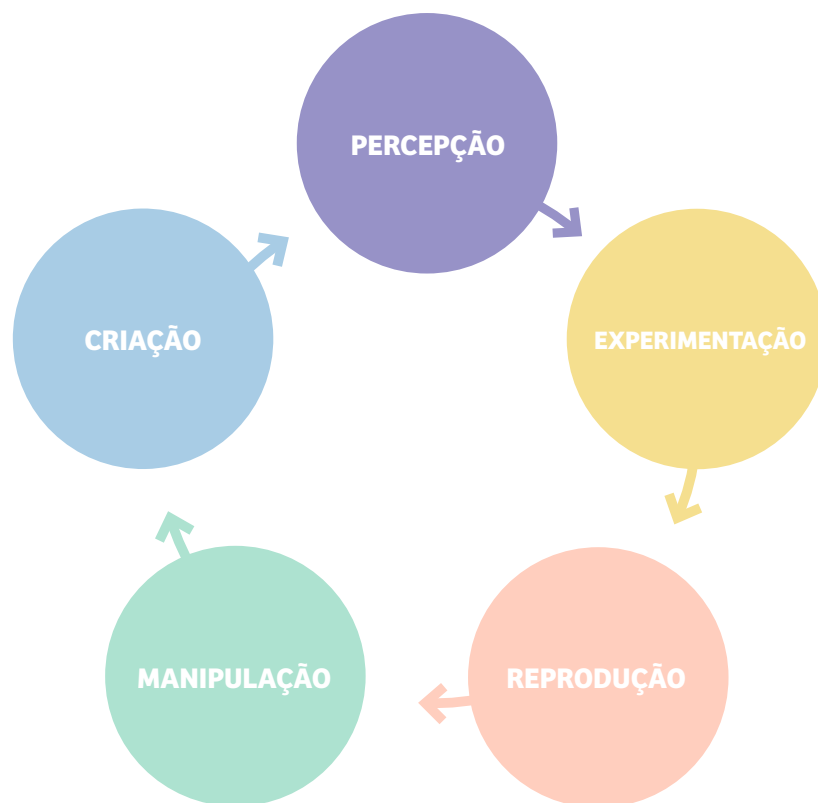 PERCEPÇÃO
CRIAÇÃO
EXPERIMENTAÇÃO
MANIPULAÇÃO
REPRODUÇÃO